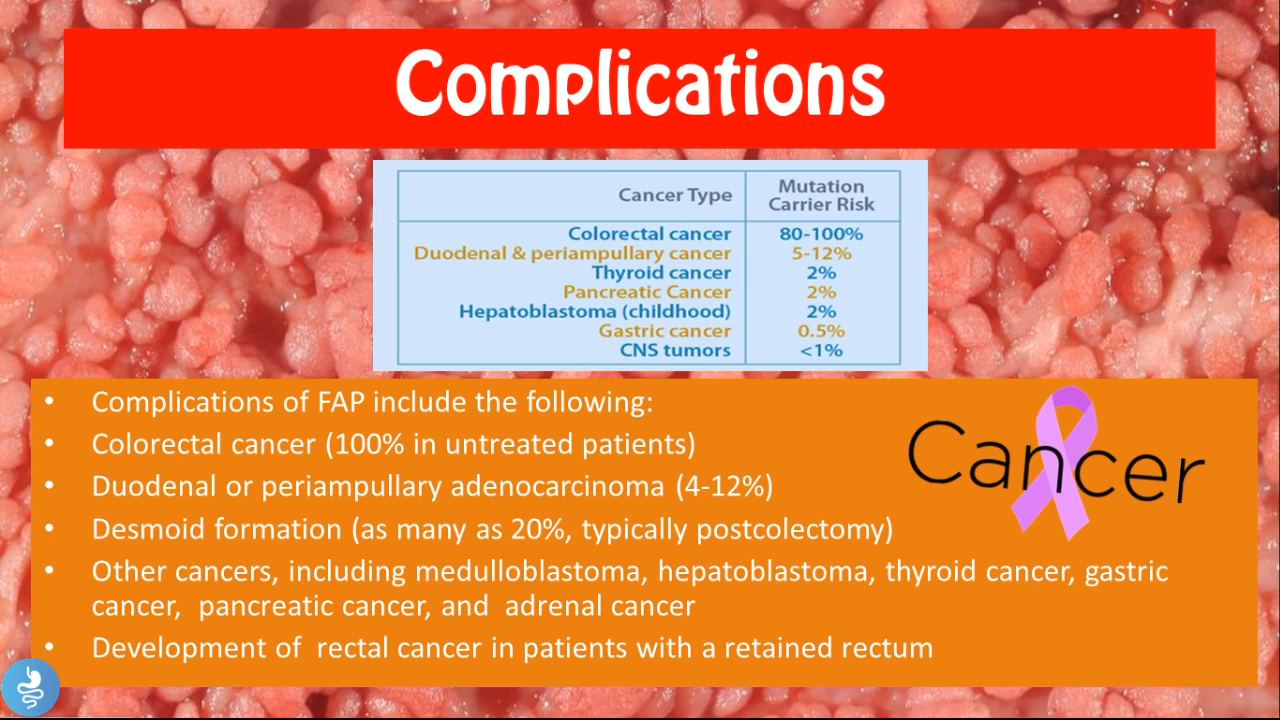 Complications
Cancer Type
Mutation
Carrier Risk
Colorectal cancer 80-100%
Duodenal & periampullary cancer 5-12%
Thyroid cancer 2%
Pancreatic Cancer 2%
Hepatoblastoma (childhood) 2%
Gastric cancer 0.5%
CNS tumors <1%
• Complications of FAP include the following:
• Colorectal cancer (100% in untreated patients)
• Duodenal or periampullary adenocarcinoma (4-12%)
• Desmoid formation (as many as 20%, typically postcolectomy)
• Other cancers, including medulloblastoma, hepatoblastoma, thyroid cancer, gastric
cancer, pancreatic cancer, and adrenal cancer
• Development of rectal cancer in patients with a retained rectum
Cancer